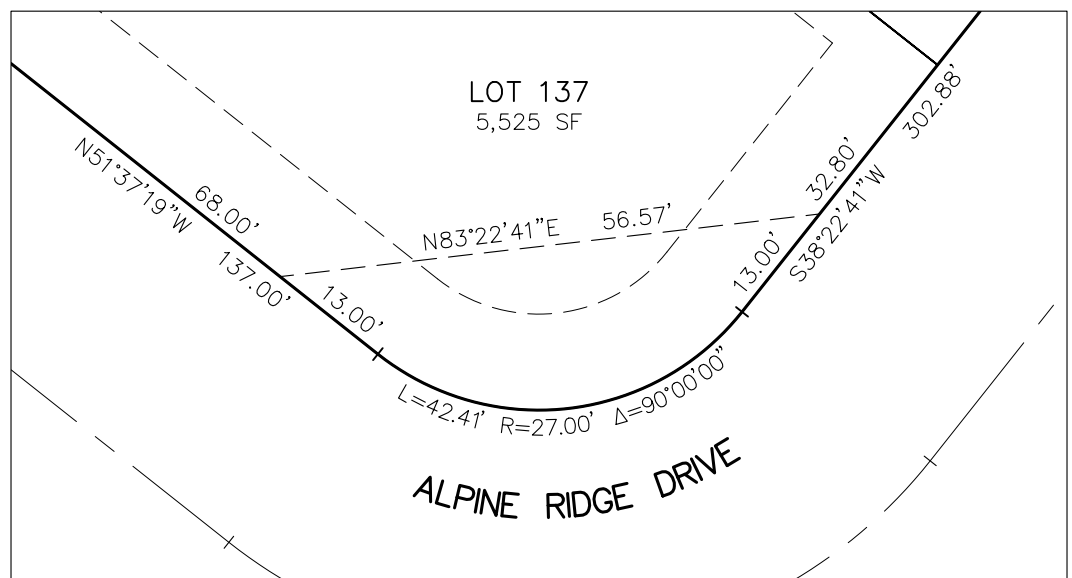 LOT 137
5,525 SF
302.88'
N51°37'19"W
68.00'
32.80'
S38°22'41"W
N83°22'41"E 56.57'
137.00'
13.00'
13.00'
L=42.41' R=27.00' Δ=90°00'00"
ALPINE RIDGE DRIVE